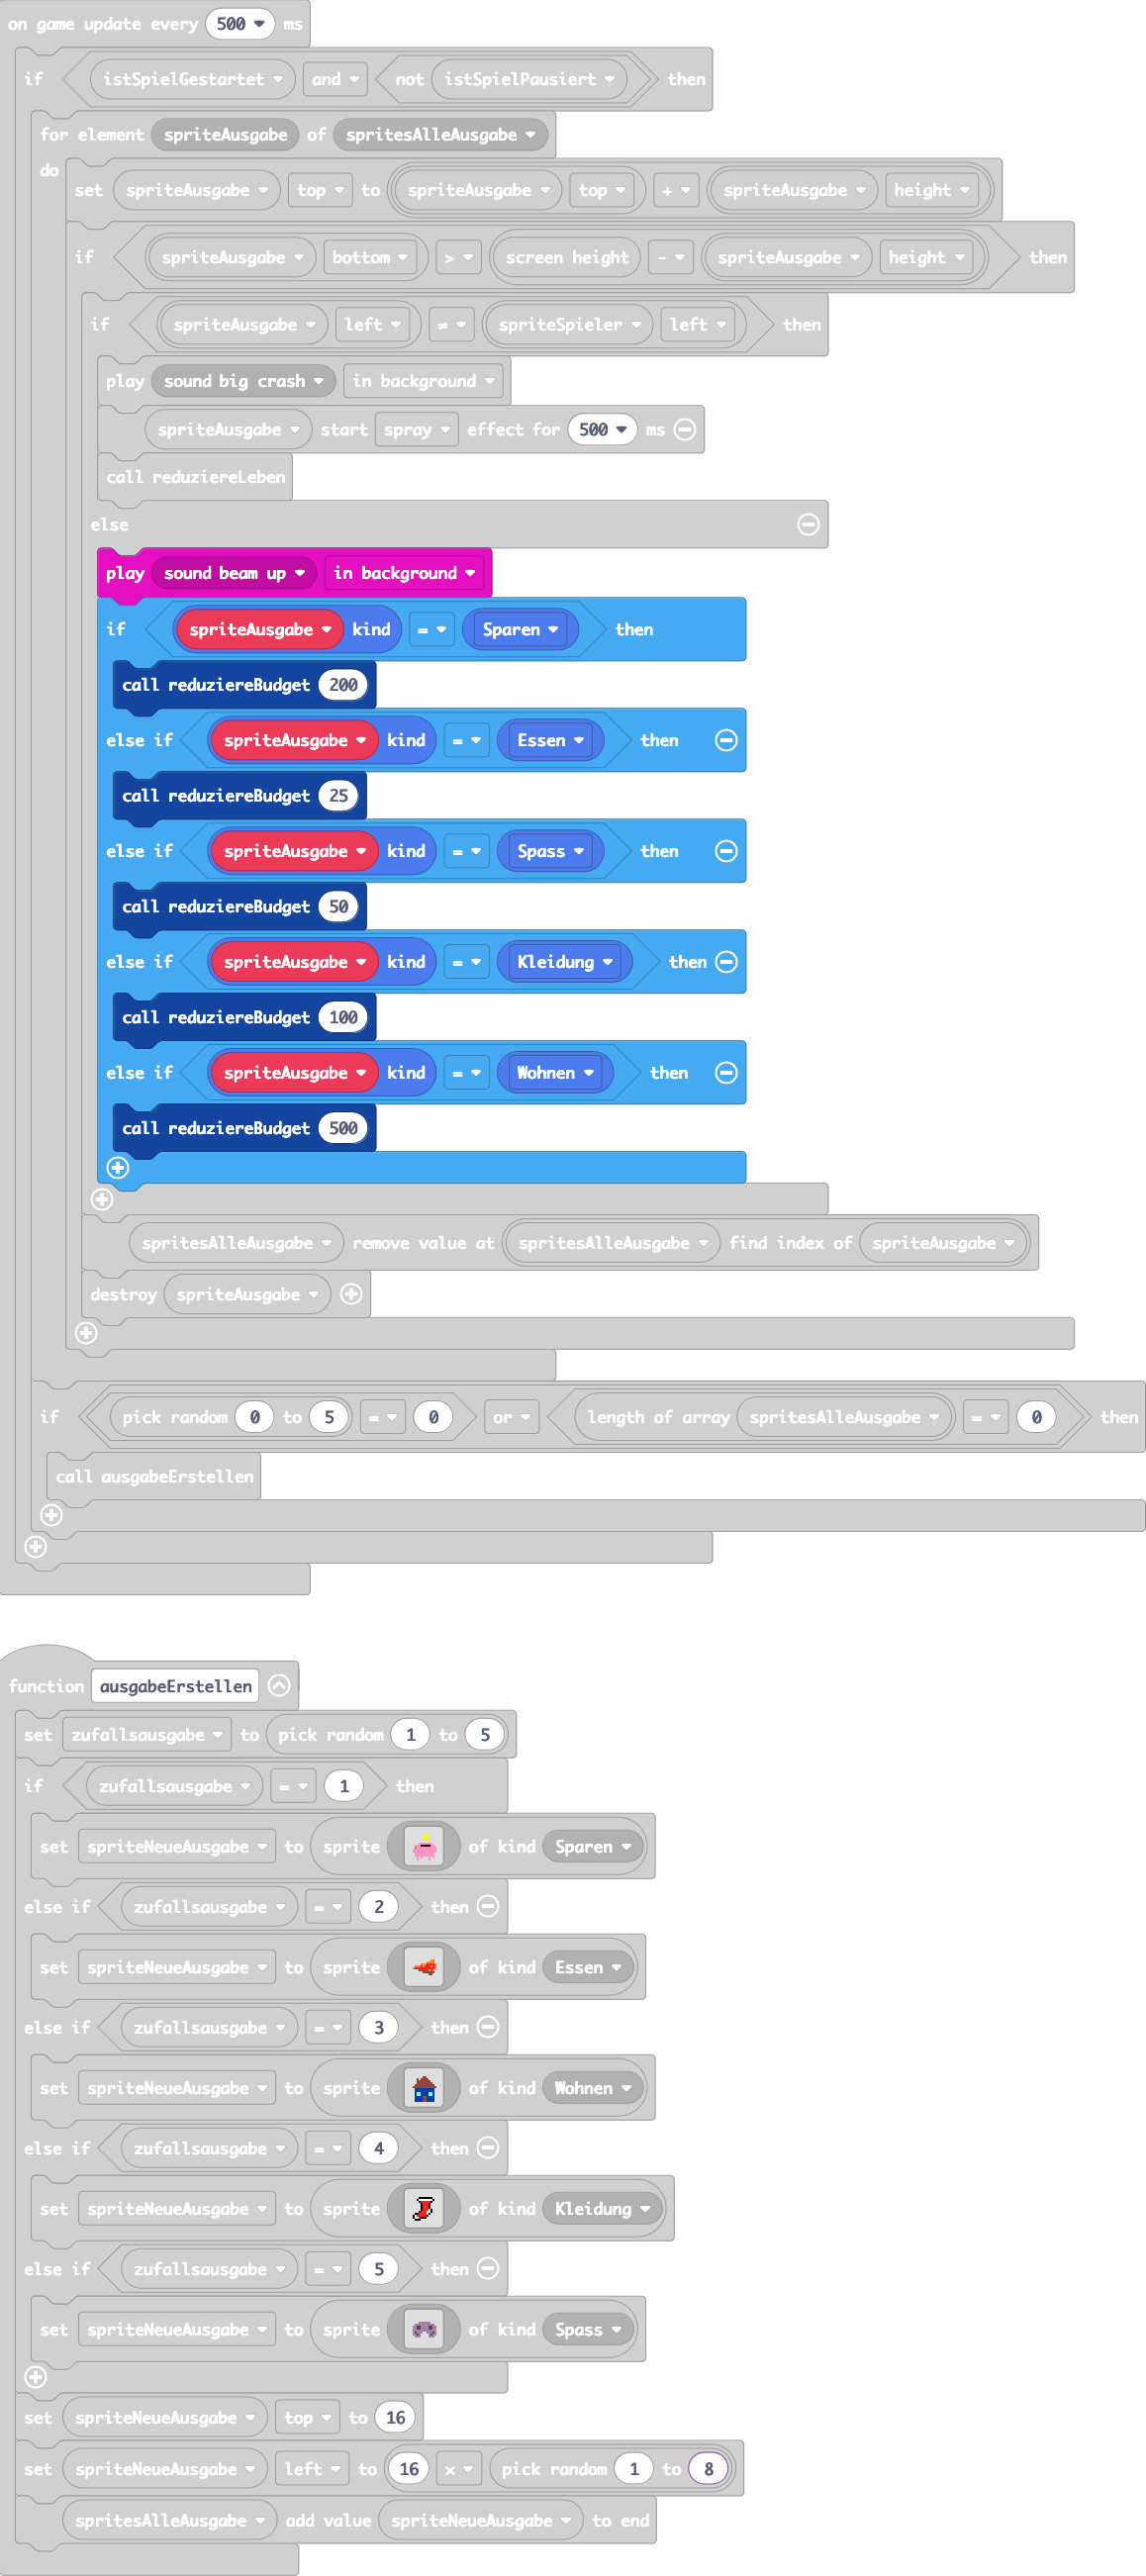 on game update every 500 ms
if istSpielGestartet and not istSpielPausiert then
for element spriteAusgabe of spritesAlleAusgabe
do
set spriteAusgabe top to spriteAusgabe top + spriteAusgabe height
if spriteAusgabe bottom > screen height - spriteAusgabe height then
if spriteAusgabe left ≠ spriteSpieler left then
play sound big crash in background
spriteAusgabe start spray effect for 500 ms
call reduziereLeben
else
play sound beam up in background
if spriteAusgabe kind = Sparen then
call reduziereBudget 200
else if spriteAusgabe kind = Essen then
call reduziereBudget 25
else if spriteAusgabe kind = Spass then
call reduziereBudget 50
else if spriteAusgabe kind = Kleidung then
call reduziereBudget 100
else if spriteAusgabe kind = Wohnen then
call reduziereBudget 500
spritesAlleAusgabe remove value at spritesAlleAusgabe find index of spriteAusgabe
destroy spriteAusgabe
if pick random 0 to 5 = 0 or length of array spritesAlleAusgabe = 0 then
call ausgabeErstellen
function ausgabeErstellen
set zufallsausgabe to pick random 1 to 5
if zufallsausgabe = 1 then
set spriteNeueAusgabe to sprite of kind Sparen
else if zufallsausgabe = 2 then
set spriteNeueAusgabe to sprite of kind Essen
else if zufallsausgabe = 3 then
set spriteNeueAusgabe to sprite of kind Wohnen
else if zufallsausgabe = 4 then
set spriteNeueAusgabe to sprite of kind Kleidung
else if zufallsausgabe = 5 then
set spriteNeueAusgabe to sprite of kind Spass
set spriteNeueAusgabe top to 16
set spriteNeueAusgabe left to 16 x pick random 1 to 8
spritesAlleAusgabe add value spriteNeueAusgabe to end